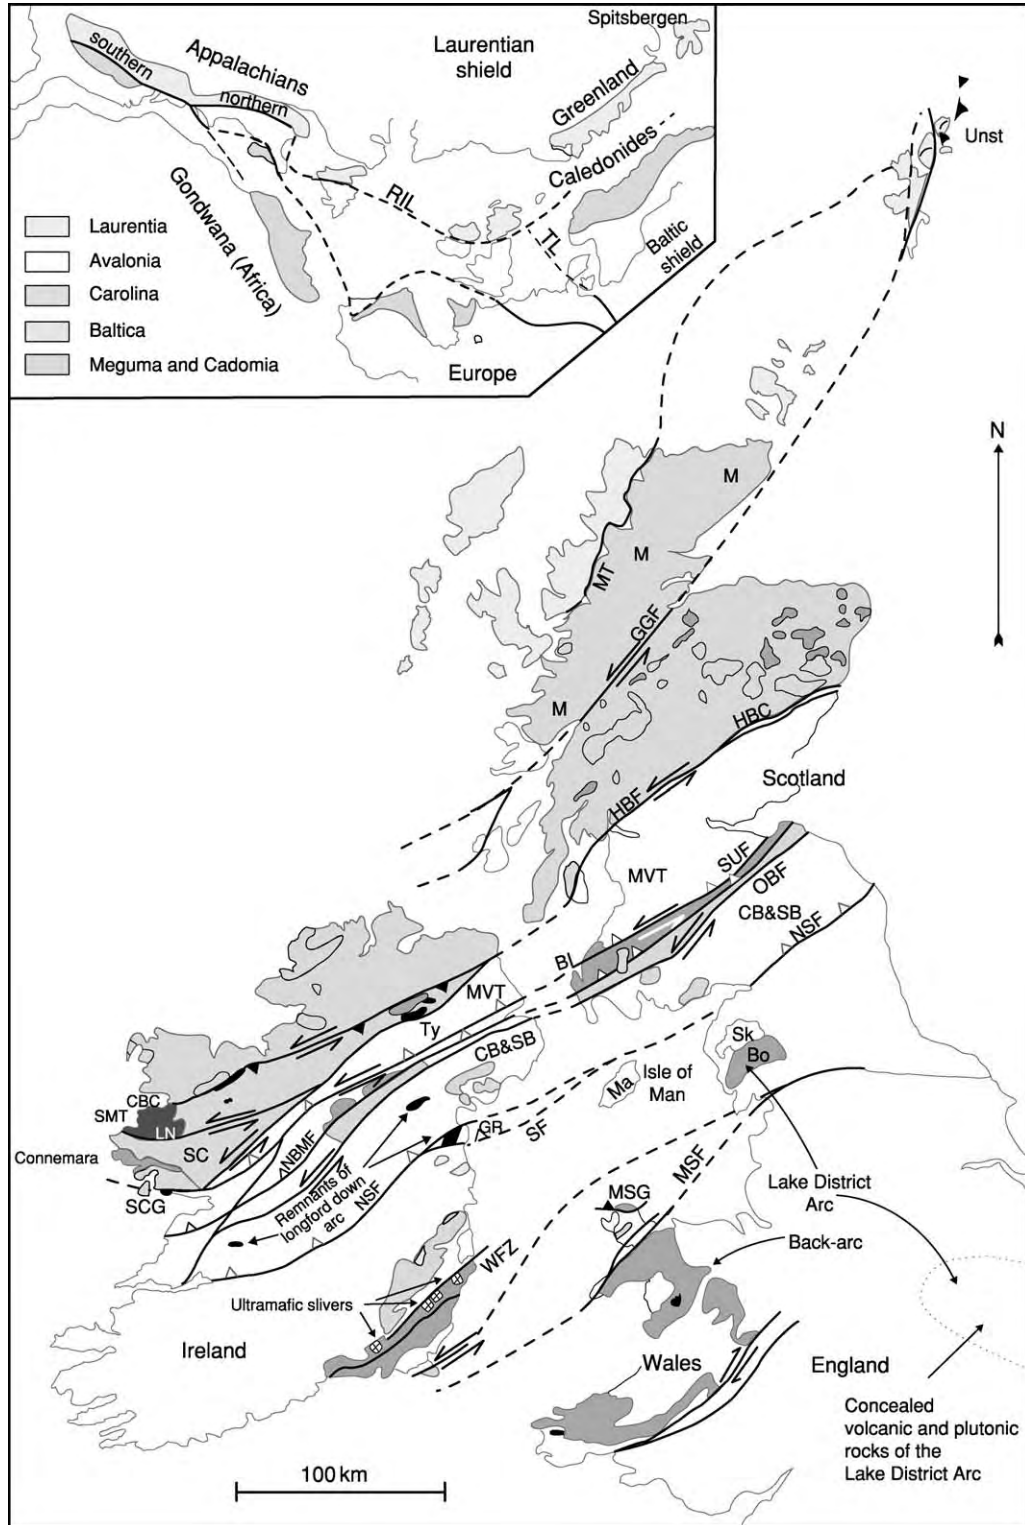 Spitsbergen
Laurentian
shield
Appalachians
southern
northern
Greenland
Caledonides
RIL
TL
Baltic
shield
Gondwana (Africa)
Europe
Laurentia
Avalonia
Carolina
Baltica
Meguma and Cadomia
Unst
N
M
M
MT
GGF
M
HBC
HBF
Scotland
MVT
SUF
OBF
CB&SB
NSF
BI
MVT
Ty
CB&SB
Sk
Bo
Ma
Isle of
Man
CBC
SMT
LN
SC
Connemara
SCG
NBMF
GR
SF
NSF
Remnants of
longford down
arc
MSF
MSG
Lake District
Arc
Back-arc
WFZ
Ultramafic slivers
Ireland
Wales
England
Concealed
volcanic and plutonic
rocks of the
Lake District Arc
100 km